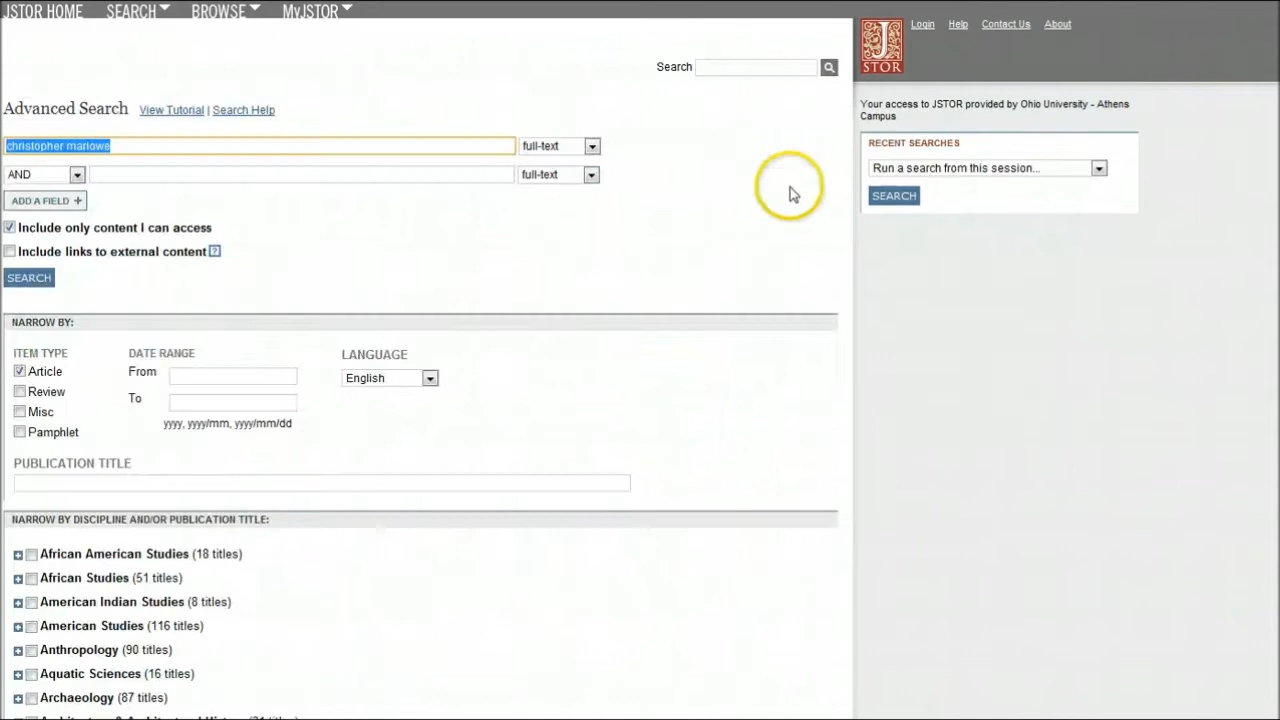 JSTOR HOME SEARCH BROWSE MyJSTOR
JSTOR
Login Help Contact Us About
Search
Your access to JSTOR provided by Ohio University - Athens
Campus
Advanced Search View Tutorial | Search Help
RECENT SEARCHES
christopher marlowe full-text
Run a search from this session...
AND full-text
SEARCH
ADD A FIELD +
Include only content I can access
Include links to external content ?
SEARCH
NARROW BY:
ITEM TYPE DATE RANGE LANGUAGE
Article From English
Review
To
Misc
yyyy, yyyy/mm, yyyy/mm/dd
Pamphlet
PUBLICATION TITLE
NARROW BY DISCIPLINE AND/OR PUBLICATION TITLE:
African American Studies (18 titles)
African Studies (51 titles)
American Indian Studies (8 titles)
American Studies (116 titles)
Anthropology (90 titles)
Aquatic Sciences (16 titles)
Archaeology (87 titles)